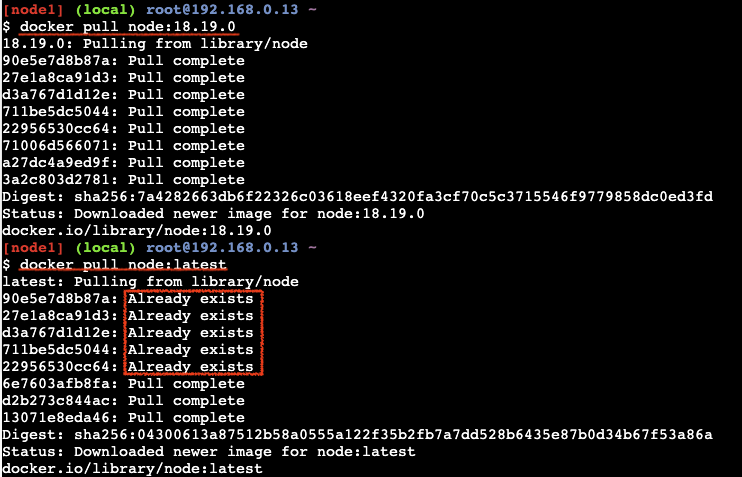 [node1] (local) root@192.168.0.13 ~
$ docker pull node:18.19.0
18.19.0: Pulling from library/node
90e5e7d8b87a: Pull complete
27e1a8ca91d3: Pull complete
d3a767d1d12e: Pull complete
711be5dc5044: Pull complete
22956530cc64: Pull complete
71006d566071: Pull complete
a27dc4a9ed9f: Pull complete
3a2c803d2781: Pull complete
Digest: sha256:7a4282663db6f22326c03618eef4320fa3cf70c5c3715546f9779858dc0ed3fd
Status: Downloaded newer image for node:18.19.0
docker.io/library/node:18.19.0
[node1] (local) root@192.168.0.13 ~
$ docker pull node:latest
latest: Pulling from library/node
90e5e7d8b87a: Already exists
27e1a8ca91d3: Already exists
d3a767d1d12e: Already exists
711be5dc5044: Already exists
22956530cc64: Already exists
6e7603afb8fa: Pull complete
d2b273c844ac: Pull complete
13071e8eda46: Pull complete
Digest: sha256:04300613a87512b58a0555a122f35b2fb7a7dd528b6435e87b0d34b67f53a86a
Status: Downloaded newer image for node:latest
docker.io/library/node:latest